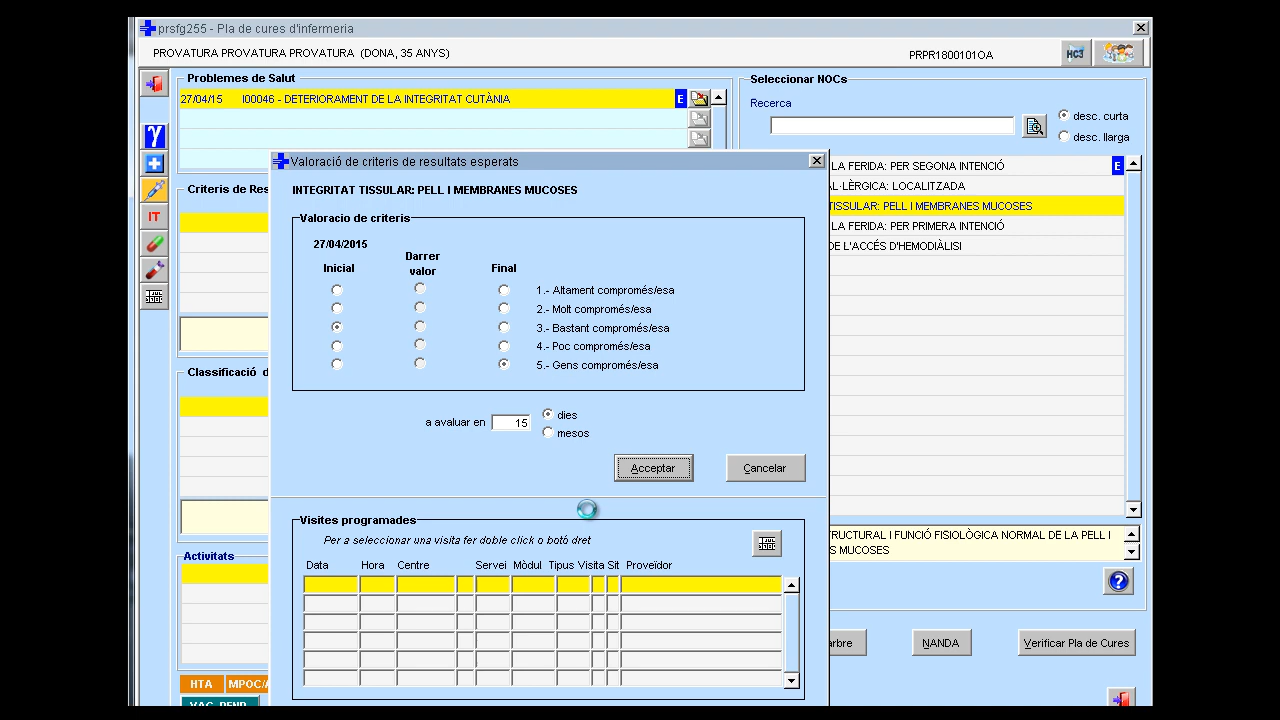 prsfg255 - Pla de cures d'infermeria
PROVATURA PROVATURA PROVATURA (DONA, 35 ANYS)
PRPR1800101OA
HC3
Problemes de Salut
27/04/15 I00046 - DETERIORAMENT DE LA INTEGRITAT CUTÀNIA E
Seleccionar NOCs
Recerca
desc. curta
desc. llarga
LA FERIDA: PER SEGONA INTENCIÓ E
AL·LÈRGICA: LOCALITZADA
TISSULAR: PELL I MEMBRANES MUCOSES
LA FERIDA: PER PRIMERA INTENCIÓ
DE L'ACCÉS D'HEMODIÀLISI
IT
Criteris de Res
Classificació d
Activitats
Valoració de criteris de resultats esperats
INTEGRITAT TISSULAR: PELL I MEMBRANES MUCOSES
Valoracio de criteris
27/04/2015
Inicial
Darrer valor
Final
1.- Altament compromés/esa
2.- Molt compromés/esa
3.- Bastant compromés/esa
4.- Poc compromés/esa
5.- Gens compromés/esa
a avaluar en 15
dies
mesos
Acceptar
Cancelar
Visites programades
Per a seleccionar una visita fer doble click o botó dret
Data Hora Centre Servei Mòdul Tipus Visita Sit Proveidor
TRUCTURAL I FUNCIÓ FISIOLÒGICA NORMAL DE LA PELL I
S MUCOSES
arbre
NANDA
Verificar Pla de Cures
HTA
MPOC/A